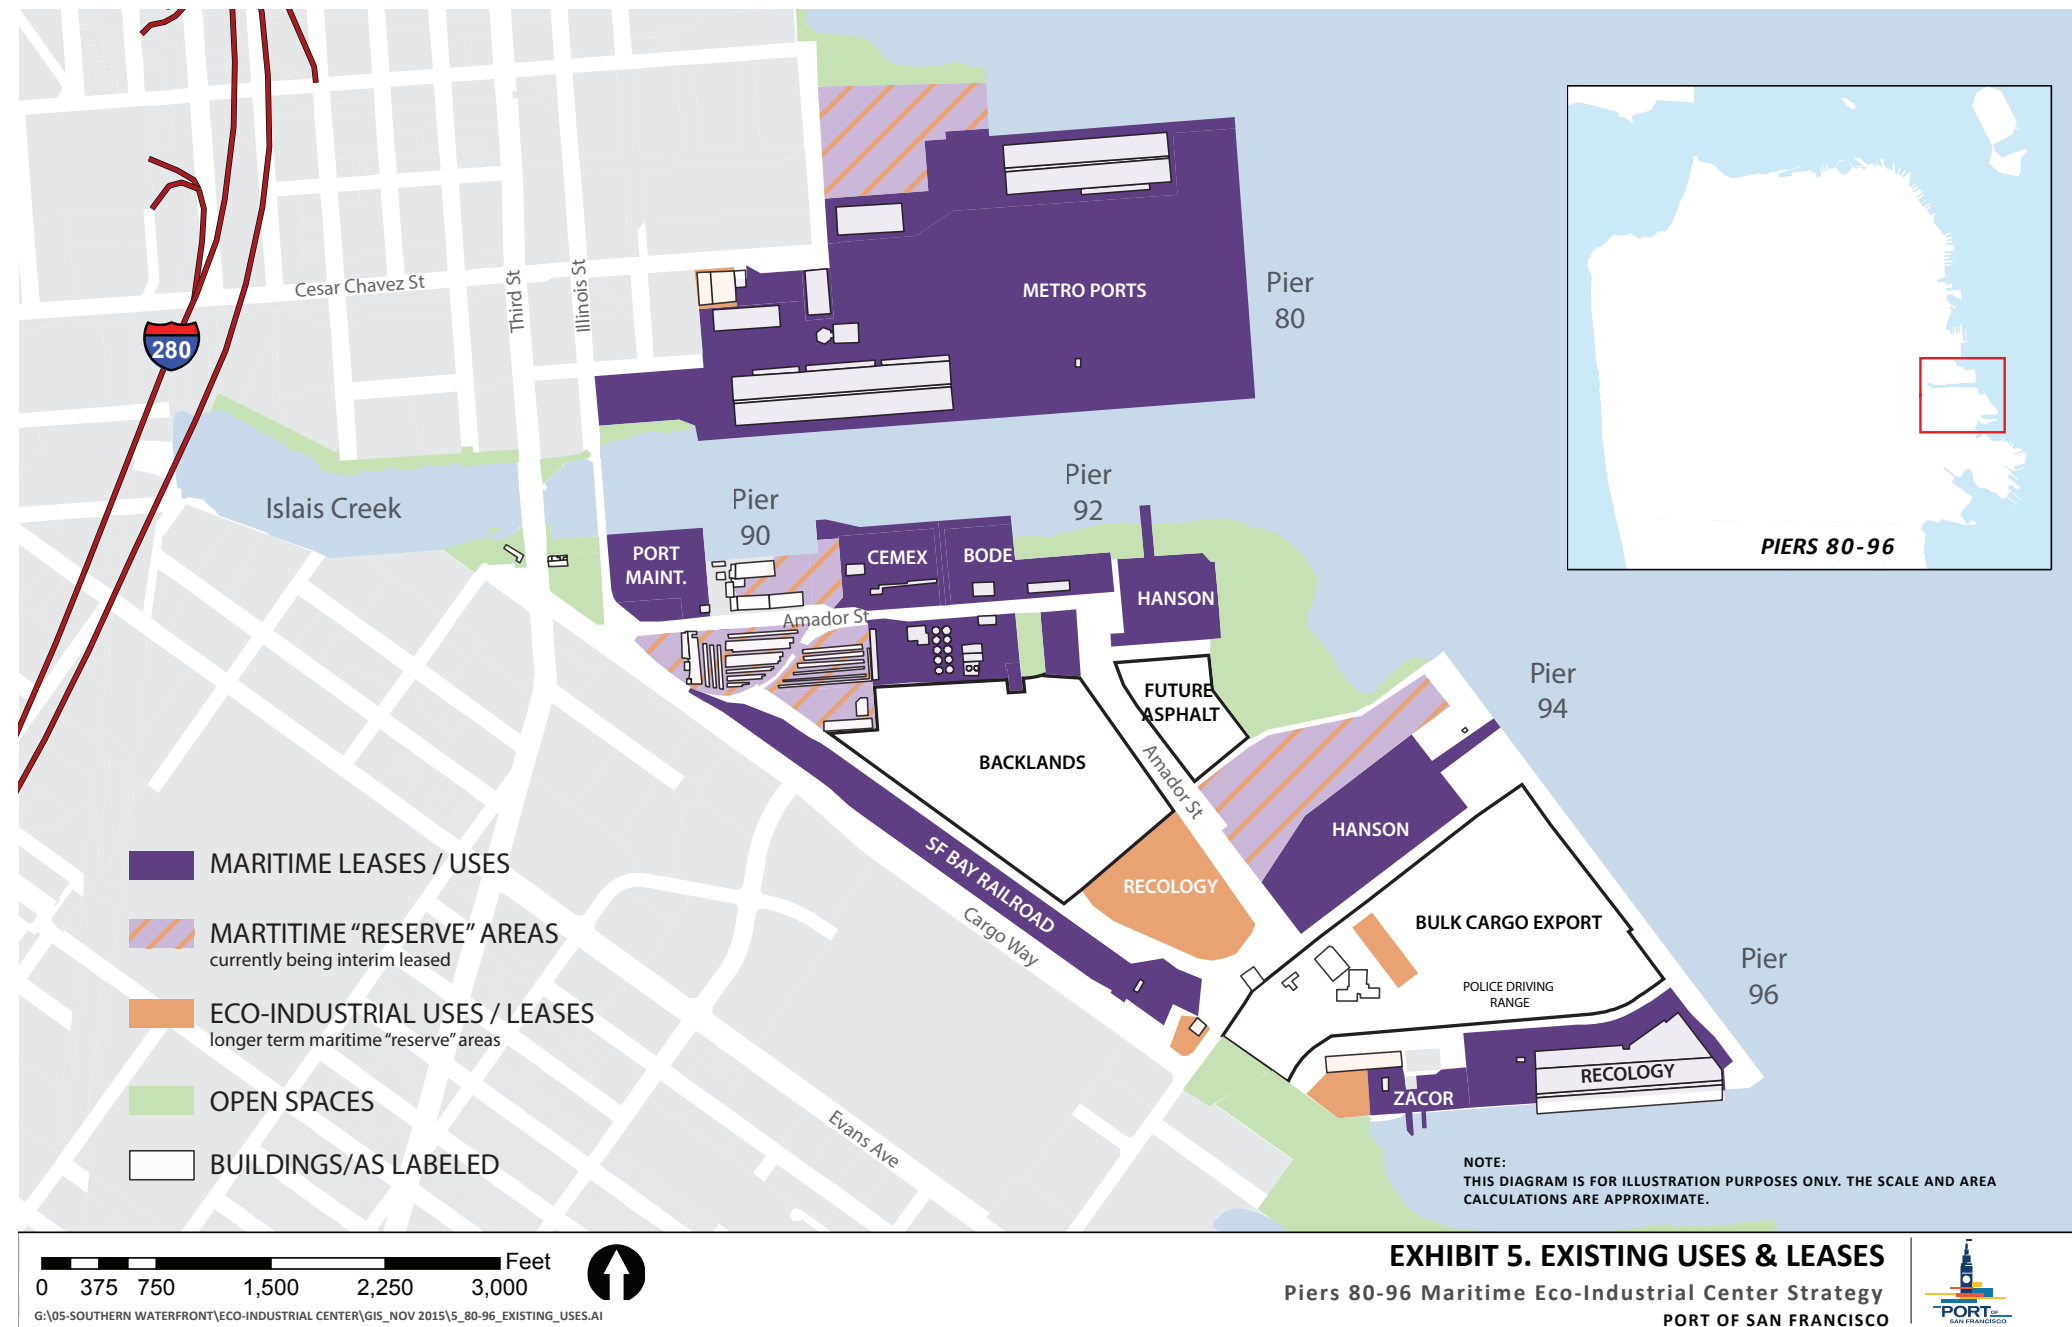 Cesar Chavez St
Third St
Illinois St
280
Islais Creek
METRO PORTS
Pier
80
PIERS 80-96
Pier
90
Pier
92
PORT
MAINT.
CEMEX
BODE
HANSON
Amador St
FUTURE
ASPHALT
Pier
94
BACKLANDS
Amador St
HANSON
SF BAY RAILROAD
RECOLOGY
Cargo Way
BULK CARGO EXPORT
Pier
96
POLICE DRIVING
RANGE
RECOLOGY
ZACOR
Evans Ave
MARITIME LEASES / USES
MARTITIME “RESERVE” AREAS
currently being interim leased
ECO-INDUSTRIAL USES / LEASES
longer term maritime “reserve” areas
OPEN SPACES
BUILDINGS/AS LABELED
NOTE:
THIS DIAGRAM IS FOR ILLUSTRATION PURPOSES ONLY. THE SCALE AND AREA
CALCULATIONS ARE APPROXIMATE.
Feet
0 375 750 1,500 2,250 3,000
G:\05-SOUTHERN WATERFRONT\ECO-INDUSTRIAL CENTER\GIS_NOV 2015\5_80-96_EXISTING_USES.AI
EXHIBIT 5. EXISTING USES & LEASES
Piers 80-96 Maritime Eco-Industrial Center Strategy
PORT OF SAN FRANCISCO
PORT OF
SAN FRANCISCO